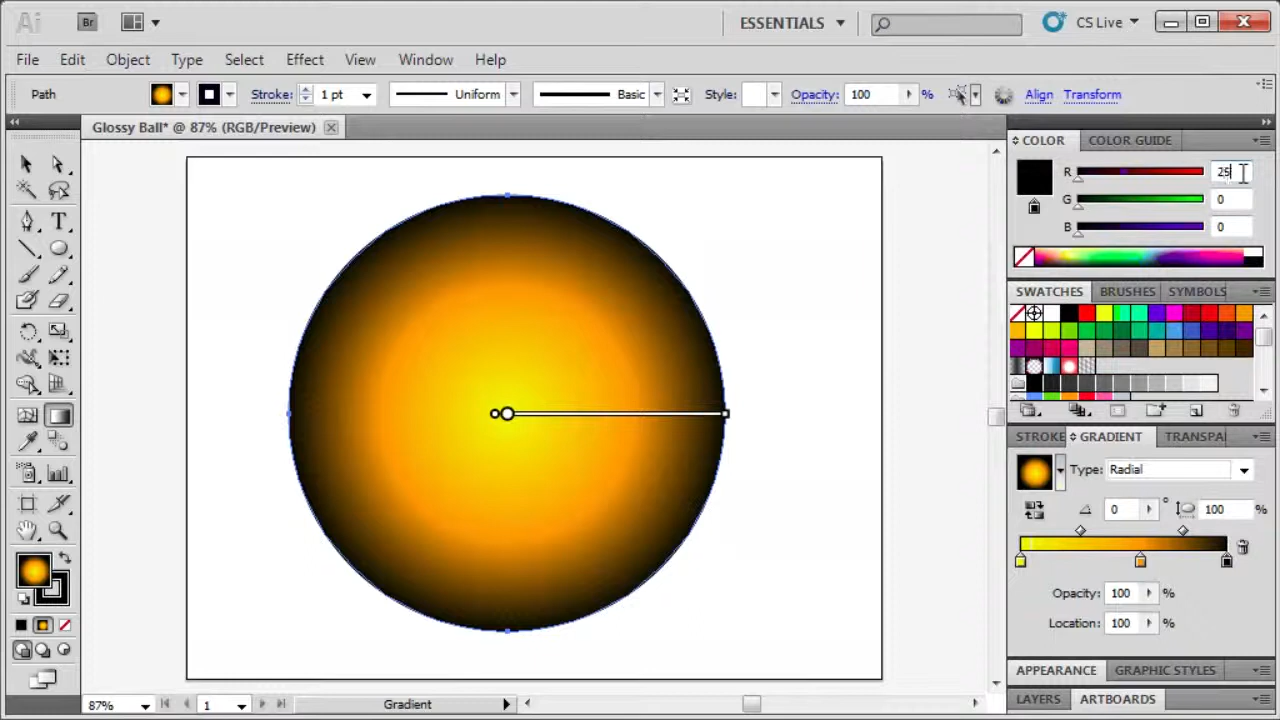 Ai Br ESSENTIALS CS Live
File Edit Object Type Select Effect View Window Help
Path Stroke: 1 pt Uniform Basic Style: Opacity: 100 % Align Transform
Glossy Ball* @ 87% (RGB/Preview)
COLOR COLOR GUIDE
R 25
G 0
B 0
SWATCHES BRUSHES SYMBOLS
STROKE GRADIENT TRANSPA
Type: Radial
0 ° 100 %
Opacity: 100 %
Location: 100 %
APPEARANCE GRAPHIC STYLES
LAYERS ARTBOARDS
87% 1 Gradient